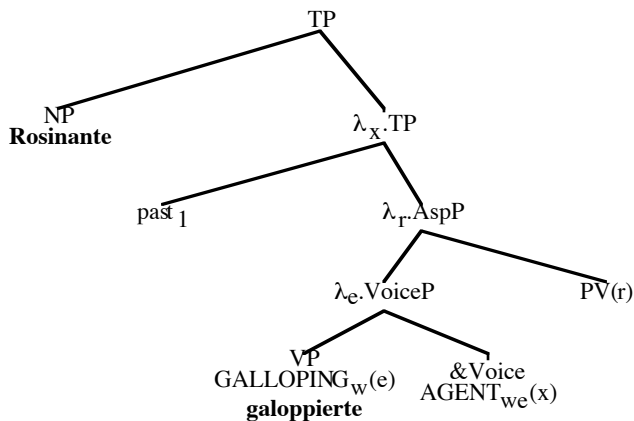 TP
NP
Rosinante
λx.TP
past1
λr.AspP
λe.VoiceP
PV(r)
VP
GALLOPINGw(e)
galoppierte
&Voice
AGENTwe(x)